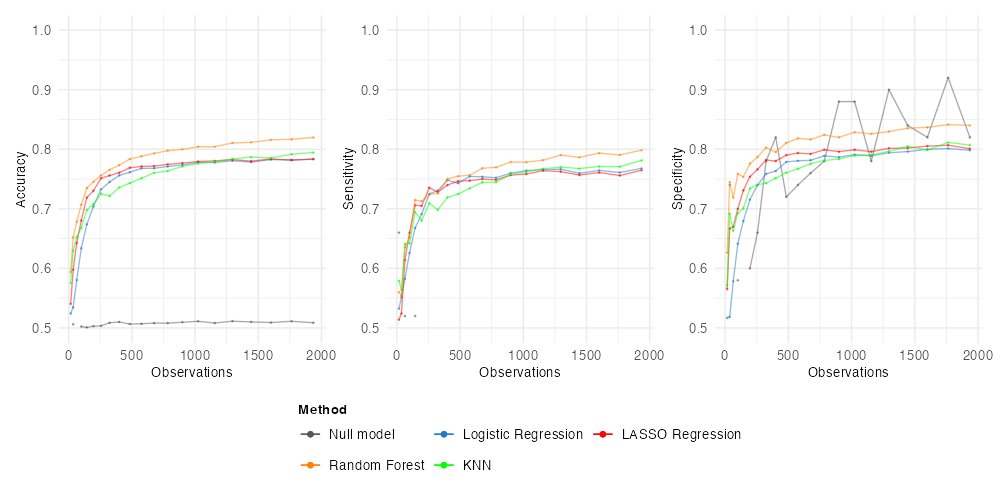 1.0
0.9
0.8
0.7
0.6
0.5
Accuracy
0 500 1000 1500 2000
Observations
1.0
0.9
0.8
0.7
0.6
0.5
Sensitivity
0 500 1000 1500 2000
Observations
1.0
0.9
0.8
0.7
0.6
0.5
Specificity
0 500 1000 1500 2000
Observations
Method
Null model Logistic Regression LASSO Regression
Random Forest KNN